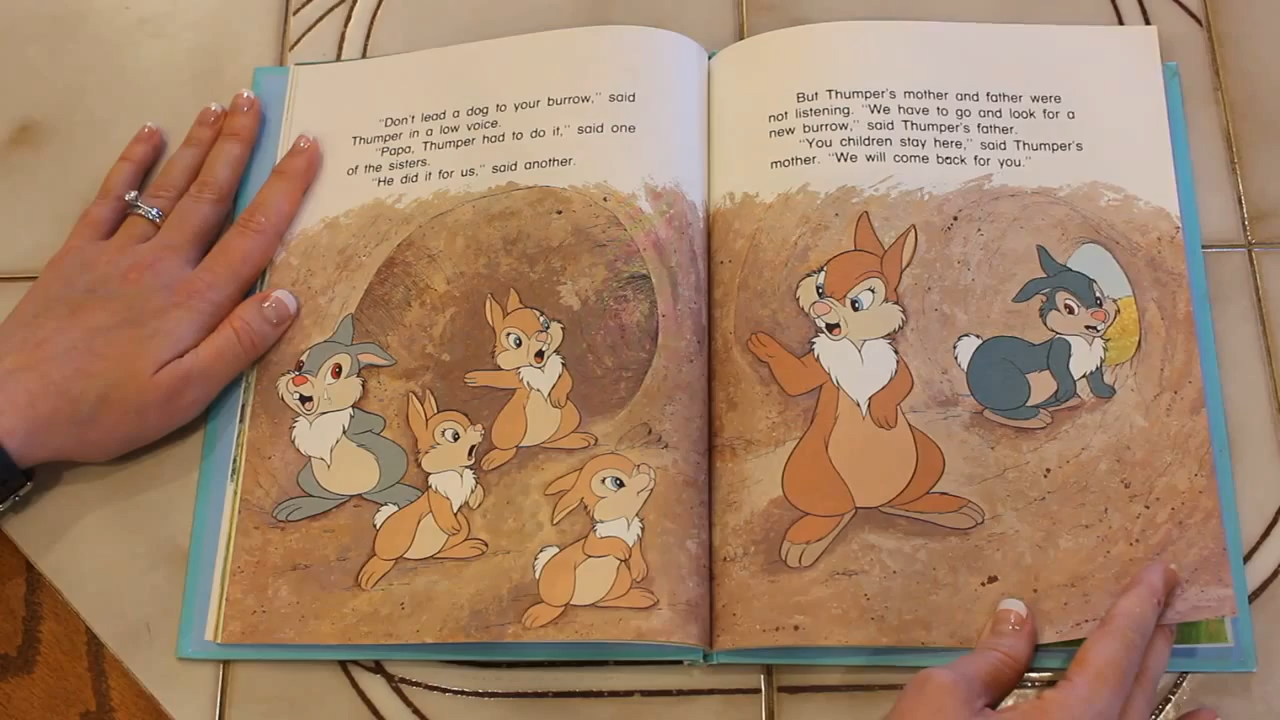 "Don't lead a dog to your burrow," said
Thumper in a low voice.
"Papa, Thumper had to do it," said one
of the sisters.
"He did it for us," said another.
But Thumper's mother and father were
not listening. "We have to go and look for a
new burrow," said Thumper's father.
"You children stay here," said Thumper's
mother. "We will come back for you."